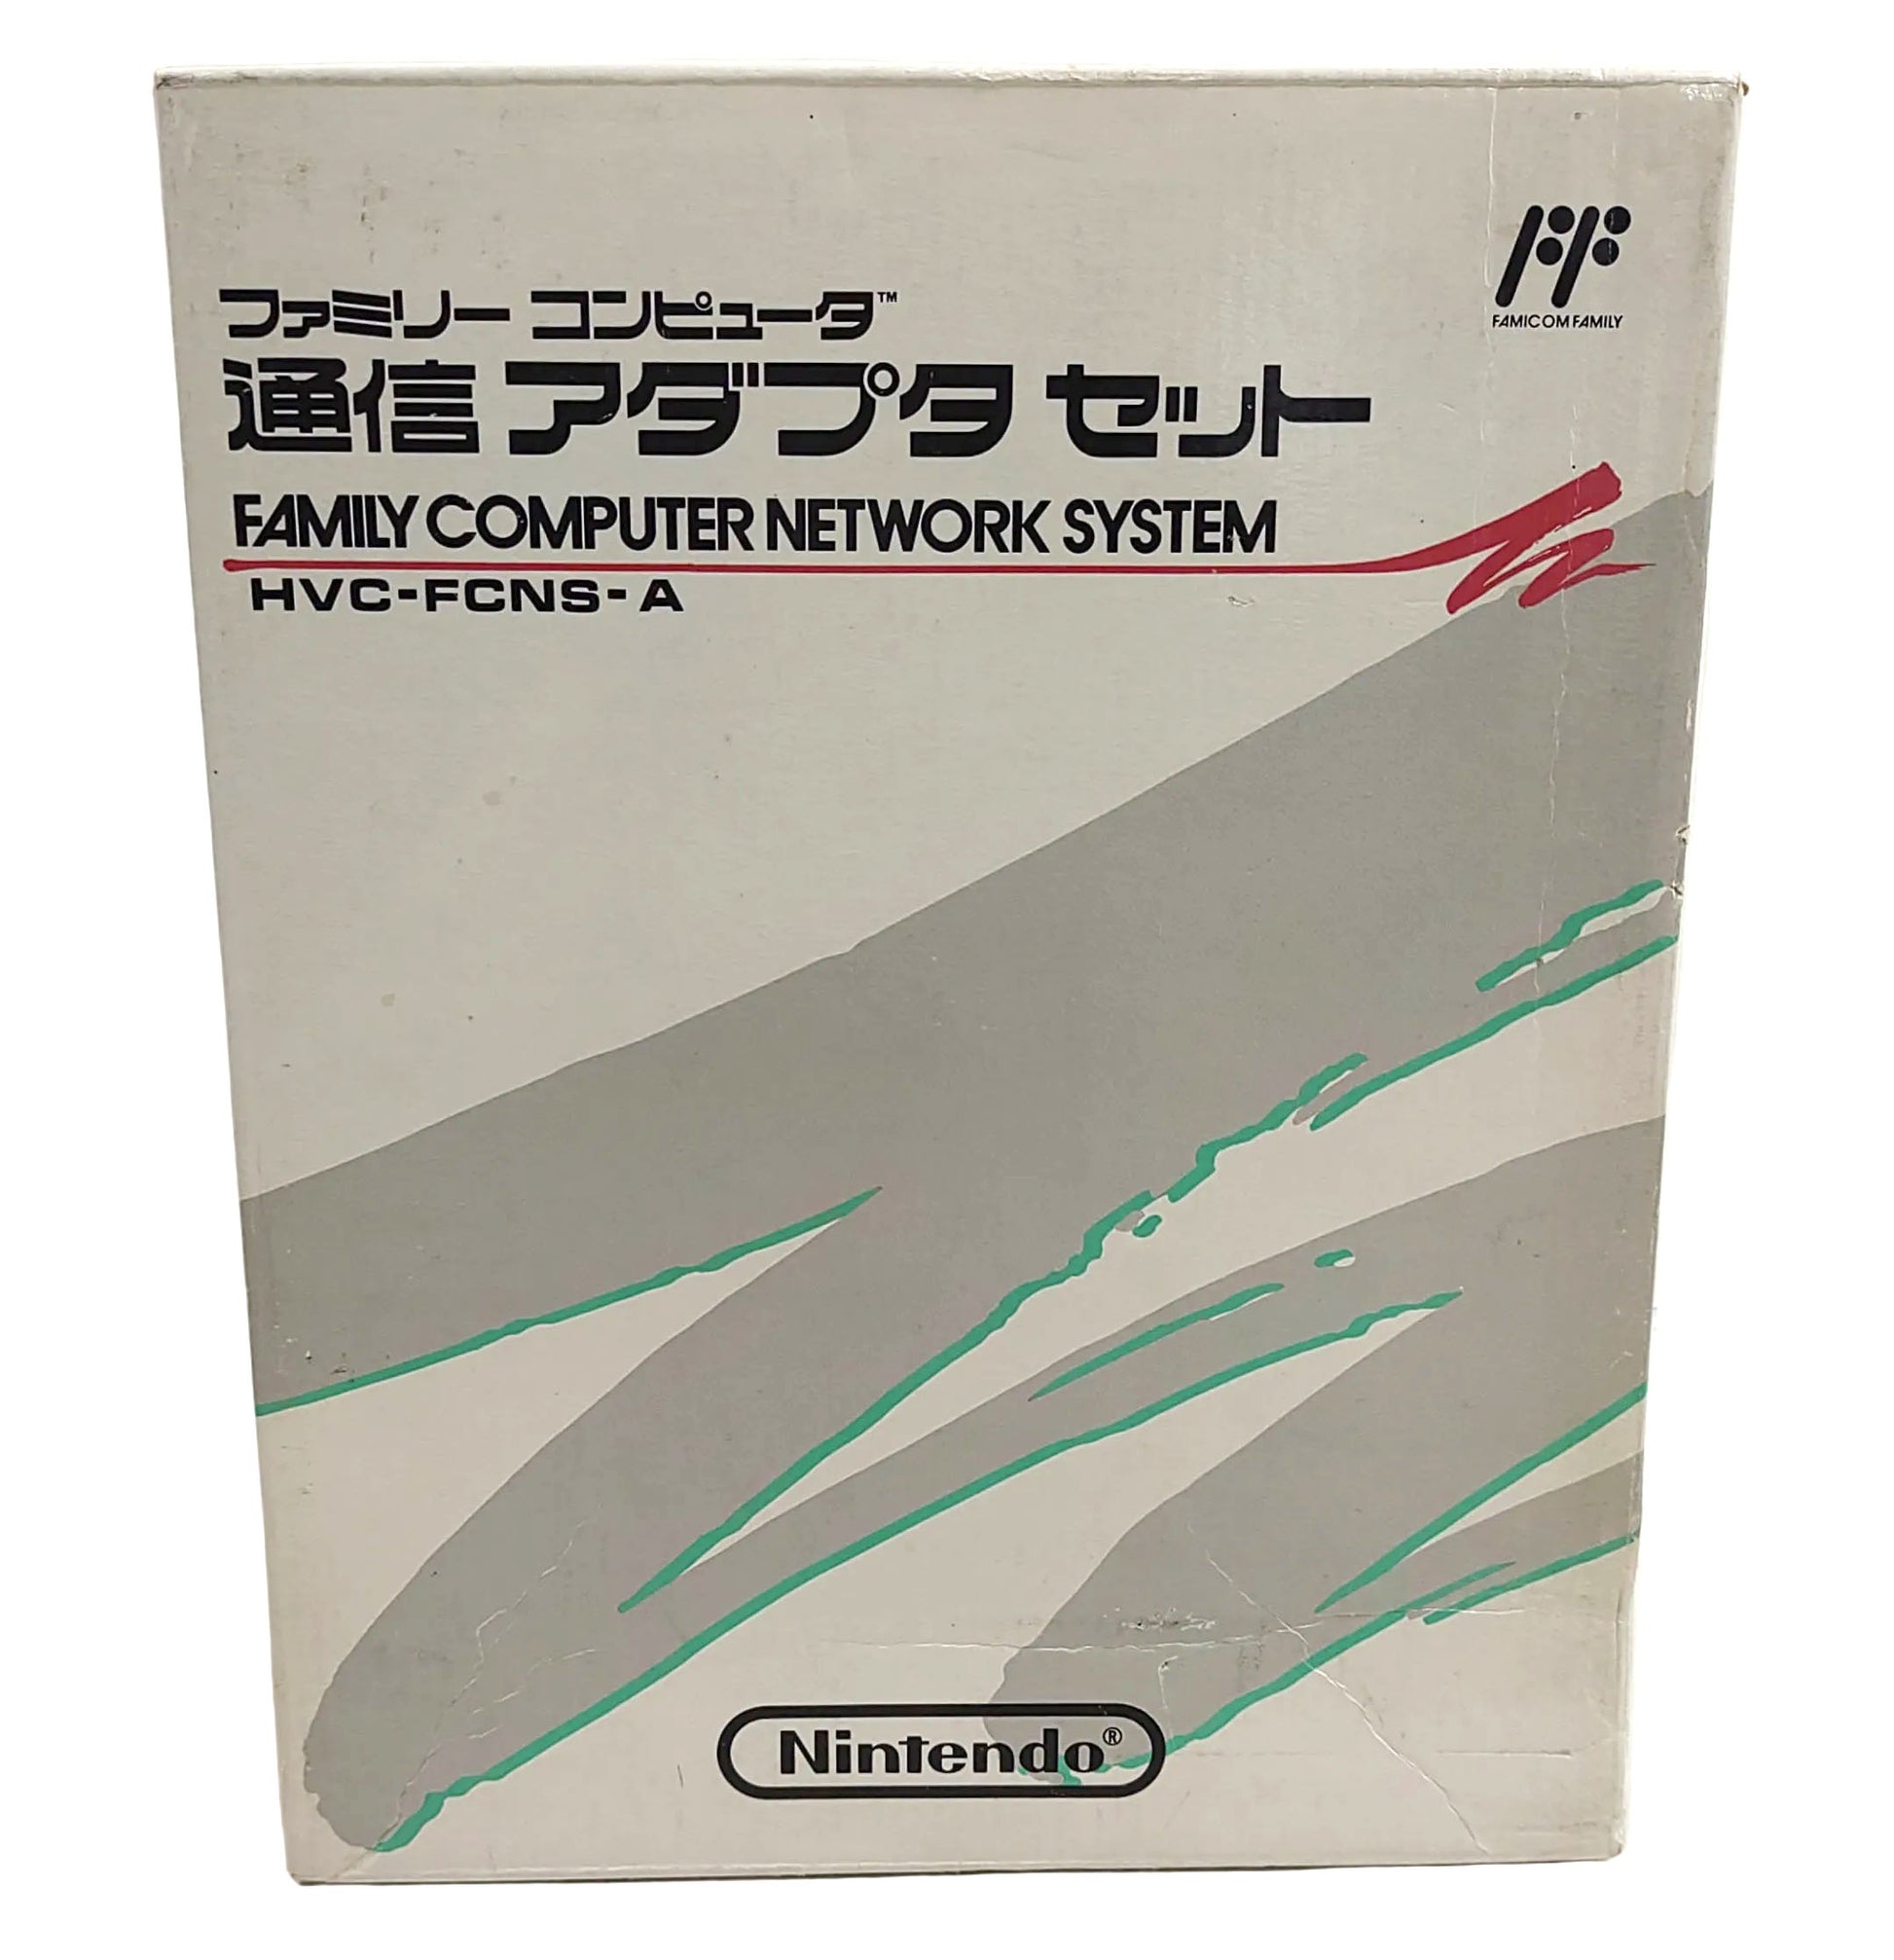 FAMICOM FAMILY
ファミリー コンピュータ™
通信 アダプタ セット
FAMILY COMPUTER NETWORK SYSTEM
HVC-FCNS-A
Nintendo®